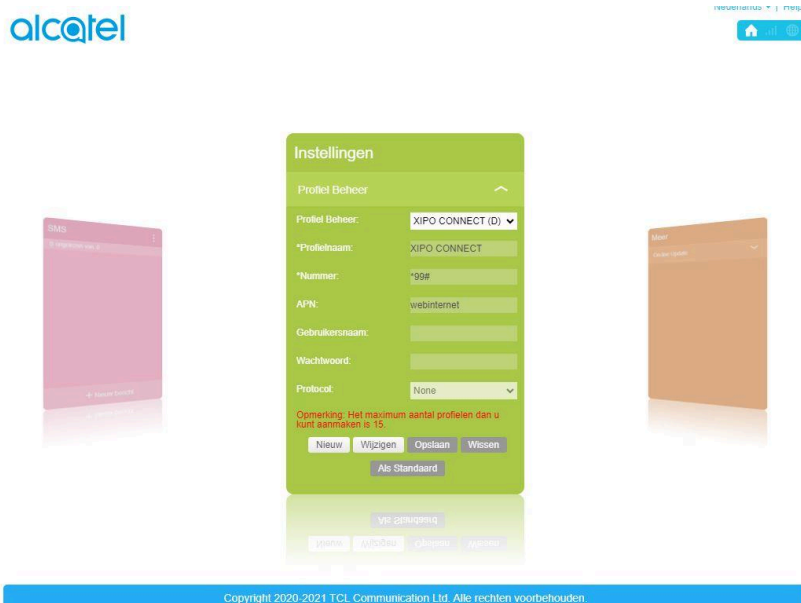 Nederlands | Help
alcatel
Instellingen
Profiel Beheer
Profiel Beheer: XIPO CONNECT (D)
*Profielnaam: XIPO CONNECT
*Nummer: *99#
APN: webinternet
Gebruikersnaam:
Wachtwoord:
Protocol: None
Opmerking: Het maximum aantal profielen dan u
kunt aanmaken is 15.
Nieuw Wijzigen Opslaan Wissen
Als Standaard
SMS
Meer
Copyright 2020-2021 TCL Communication Ltd. Alle rechten voorbehouden.